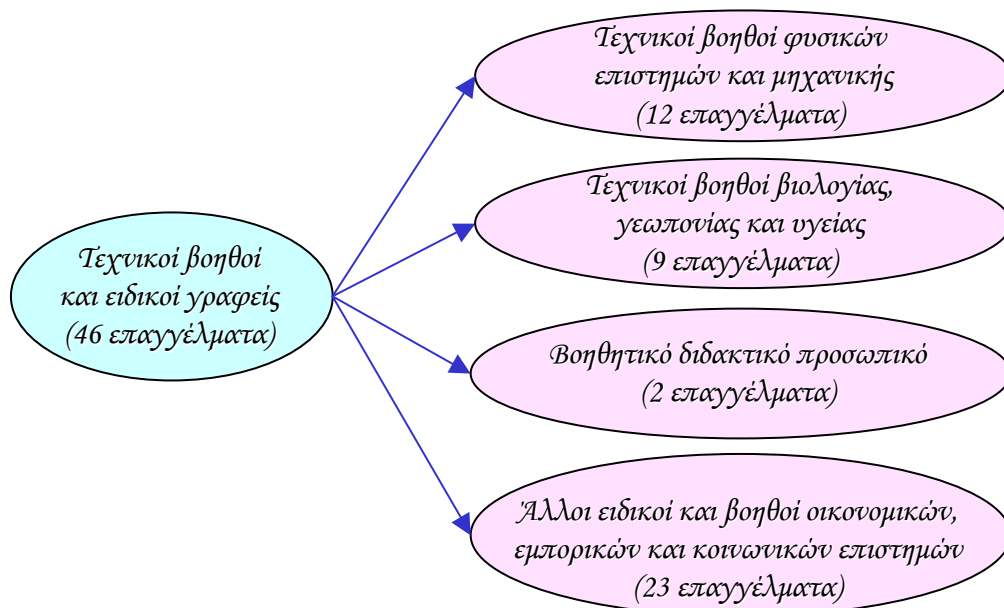 Τεχνικοί βοηθοί φυσικών
επιστημών και μηχανικής
(12 επαγγέλματα)
Τεχνικοί βοηθοί βιολογίας,
γεωπονίας και υγείας
(9 επαγγέλματα)
Τεχνικοί βοηθοί
και ειδικοί γραφείς
(46 επαγγέλματα)
Βοηθητικό διδακτικό προσωπικό
(2 επαγγέλματα)
Άλλοι ειδικοί και βοηθοί οικονομικών,
εμπορικών και κοινωνικών επιστημών
(23 επαγγέλματα)